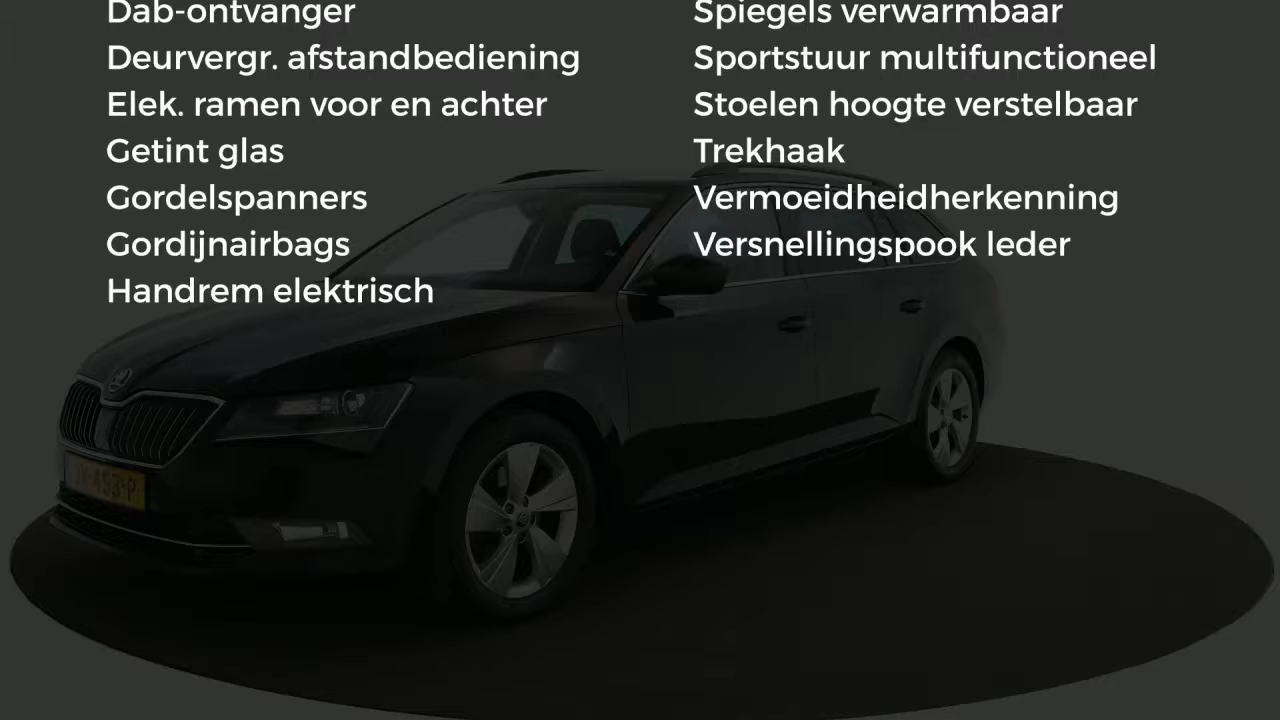 Dab-ontvanger
Deurvergr. afstandbediening
Elek. ramen voor en achter
Getint glas
Gordelspanners
Gordijnairbags
Handrem elektrisch
Spiegels verwarmbaar
Sportstuur multifunctioneel
Stoelen hoogte verstelbaar
Trekhaak
Vermoeidheidherkenning
Versnellingspook leder